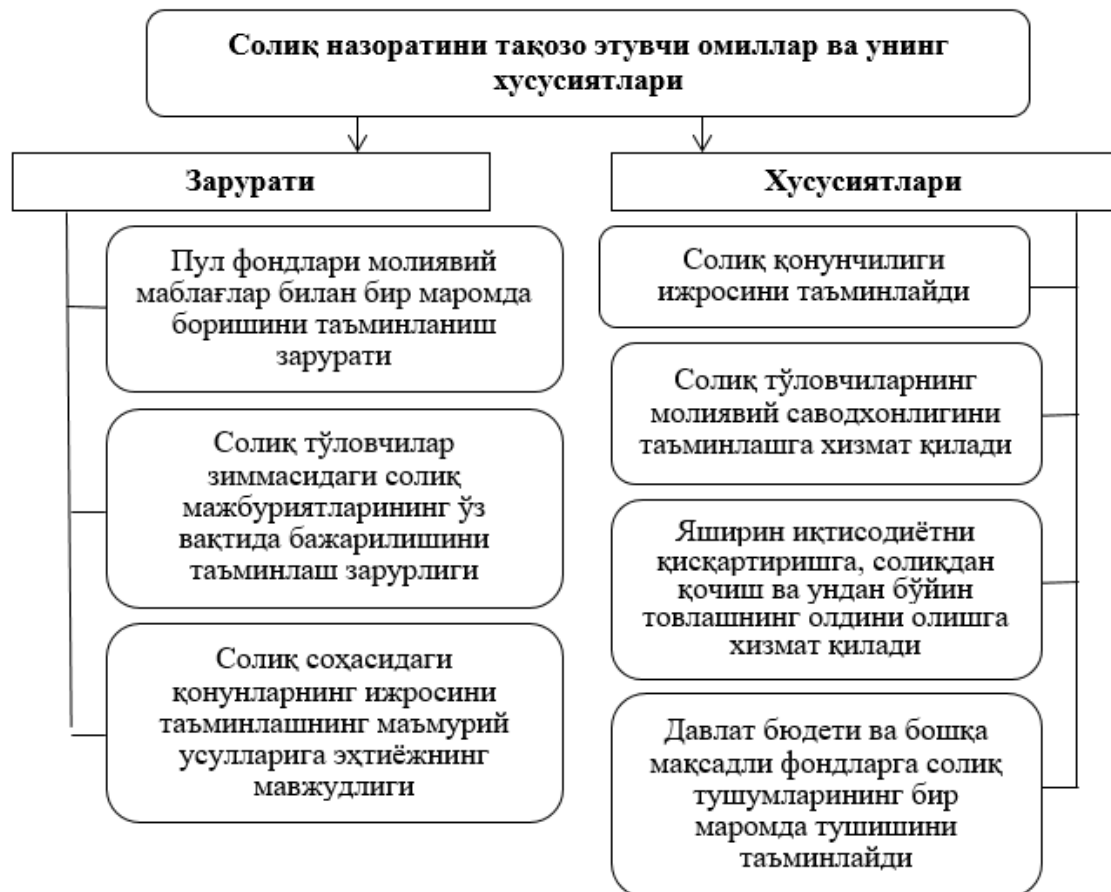 Солиқ назоратини тақозо этувчи омиллар ва унинг
хусусиятлари
Зарурати
Пул фондлари молиявий
маблағлар билан бир маромда
боришини таъминланиш
зарурати
Солиқ тўловчилар
зиммасидаги солиқ
мажбуриятларининг ўз
вақтида бажарилишини
таъминлаш зарурлиги
Солиқ соҳасидаги
қонунларнинг ижросини
таъминлашнинг маъмурий
усулларига эҳтиёжнинг
мавжудлиги
Хусусиятлари
Солиқ қонунчилиги
ижросини таъминлайди
Солиқ тўловчиларнинг
молиявий саводхонлигини
таъминлашга хизмат қилади
Яширин иқтисодиётни
қисқартиришга, солиқдан
қочиш ва ундан бўйин
товлашнинг олдини олишга
хизмат қилади
Давлат бюдети ва бошқа
мақсадли фондларга солиқ
тушумларининг бир
маромда тушишини
таъминлайди